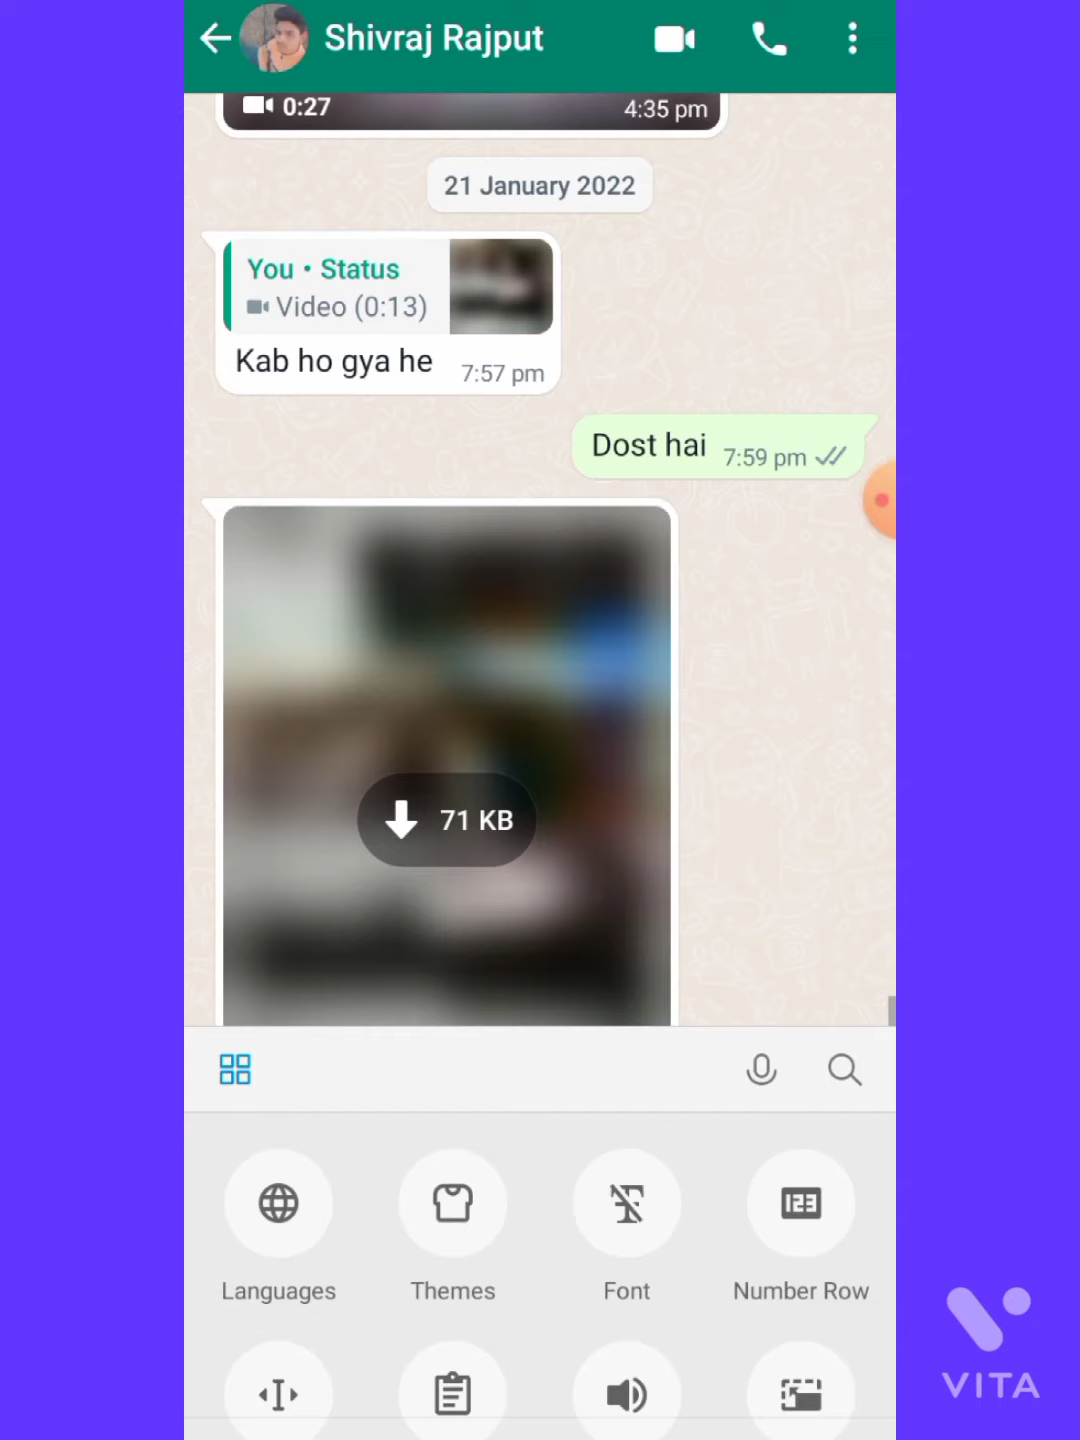 Shivraj Rajput
0:27 4:35 pm
21 January 2022
You • Status
Video (0:13)
Kab ho gya he 7:57 pm
Dost hai 7:59 pm
71 KB
Languages Themes Font Number Row
VITA